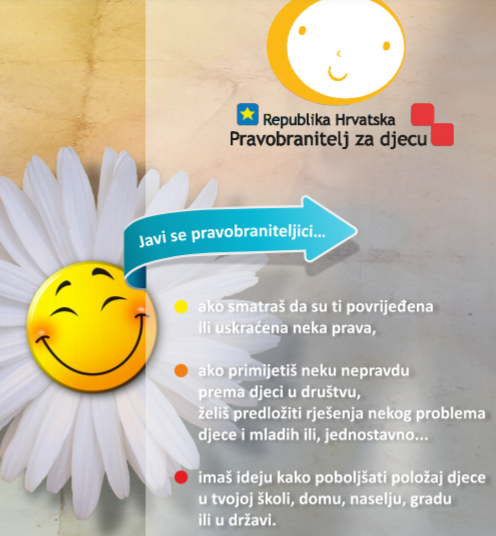 Republika Hrvatska
Pravobranitelj za djecu
Javi se pravobraniteljici...
ako smatraš da su ti povrijeđena
ili uskraćena neka prava,
ako primijetiš neku nepravdu
prema djeci u društvu,
želiš predložiti rješenja nekog problema
djece i mladih ili, jednostavno...
imaš ideju kako poboljšati položaj djece
u tvojoj školi, domu, naselju, gradu
ili u državi.